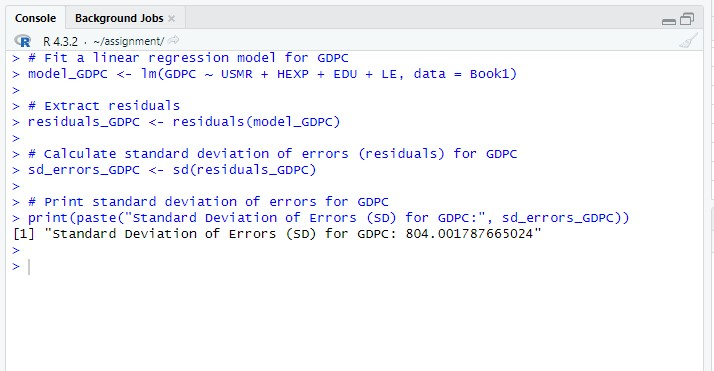 Console Background Jobs
R 4.3.2 · ~/assignment/
> # Fit a linear regression model for GDPC
> model_GDPC <- lm(GDPC ~ USMR + HEXP + EDU + LE, data = Book1)
>
> # Extract residuals
> residuals_GDPC <- residuals(model_GDPC)
>
> # Calculate standard deviation of errors (residuals) for GDPC
> sd_errors_GDPC <- sd(residuals_GDPC)
>
> # Print standard deviation of errors for GDPC
> print(paste("Standard Deviation of Errors (SD) for GDPC:", sd_errors_GDPC))
[1] "Standard Deviation of Errors (SD) for GDPC: 804.001787665024"
>
>